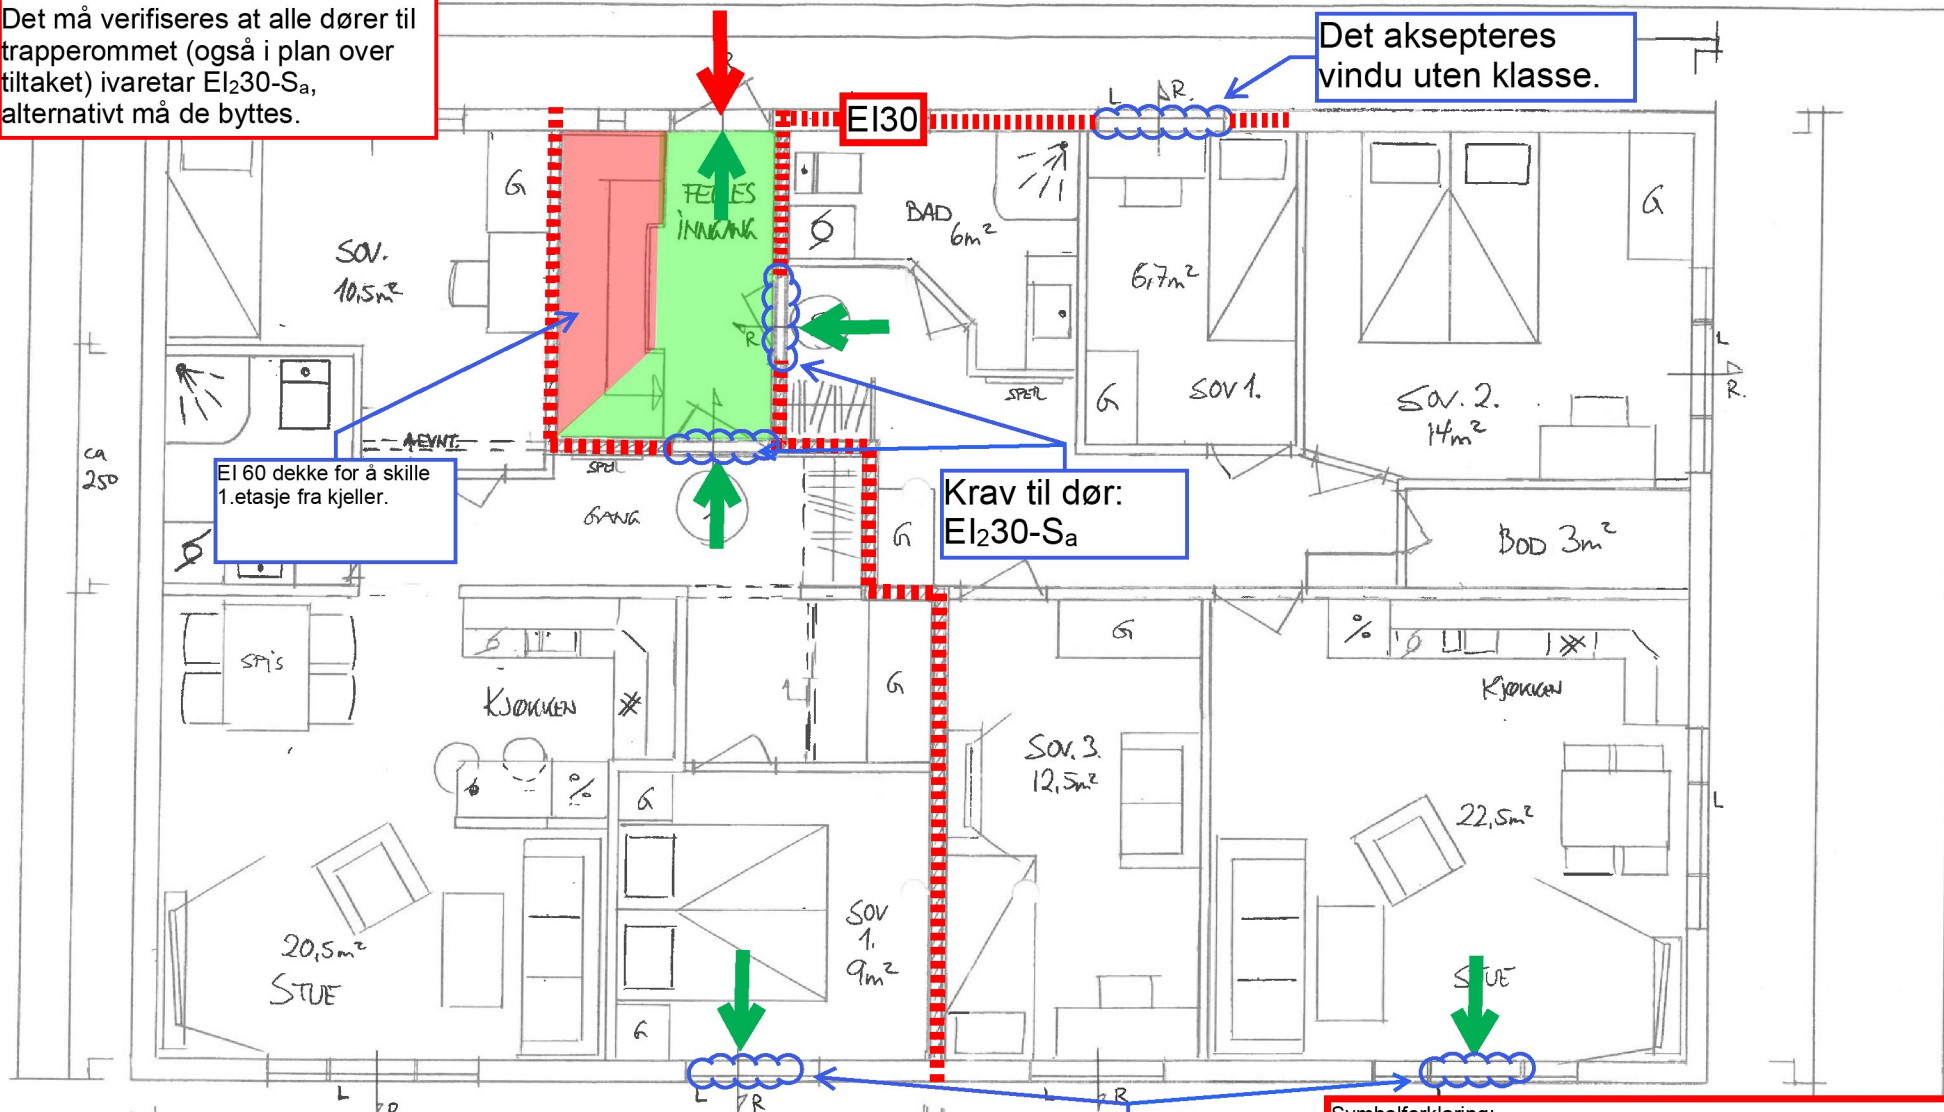 Det må verifiseres at alle dører til
trapperommet (også i plan over
tiltaket) ivaretar EI₂30-Sₐ,
alternativt må de byttes.
Det aksepteres
vindu uten klasse.
EI30
L R.
R
G
FELLES
INNGANG
BAD
6m²
G
SOV.
10,5m²
6,7m²
R
L
R.
SPEIL
G
SOV 1.
SOV. 2.
14m²
A EVNT.
ca
250
EI 60 dekke for å skille
1.etasje fra kjeller.
SPEIL
GANG
G
Krav til dør:
EI₂30-Sₐ
BOD 3m²
SPIS
KJØKKEN
G
G
%
KJØKKEN
SOV. 3.
12,5m²
%
G
22,5m²
L
20,5m²
STUE
SOV
1.
9m²
G
STUE
L R
L R
L R
Symbolforklaring: